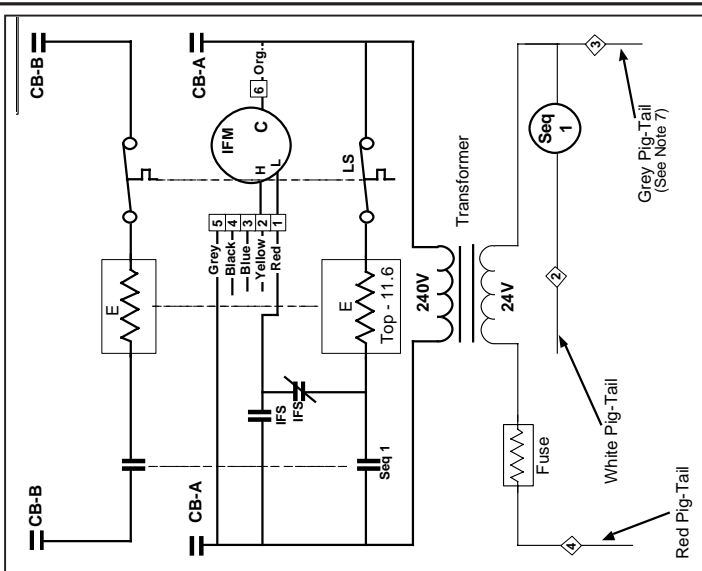 CB-B
CB-B
E
CB-A
CB-A
6
Org.
IFM
C
H
L
Grey
5
Black
4
Blue
3
Yellow
2
Red
1
IFS
IFS
LS
E
Top - 11.6
Seq 1
240V
Transformer
24V
Seq
1
3
Grey Pig-Tail
(See Note 7)
2
White Pig-Tail
Fuse
4
Red Pig-Tail